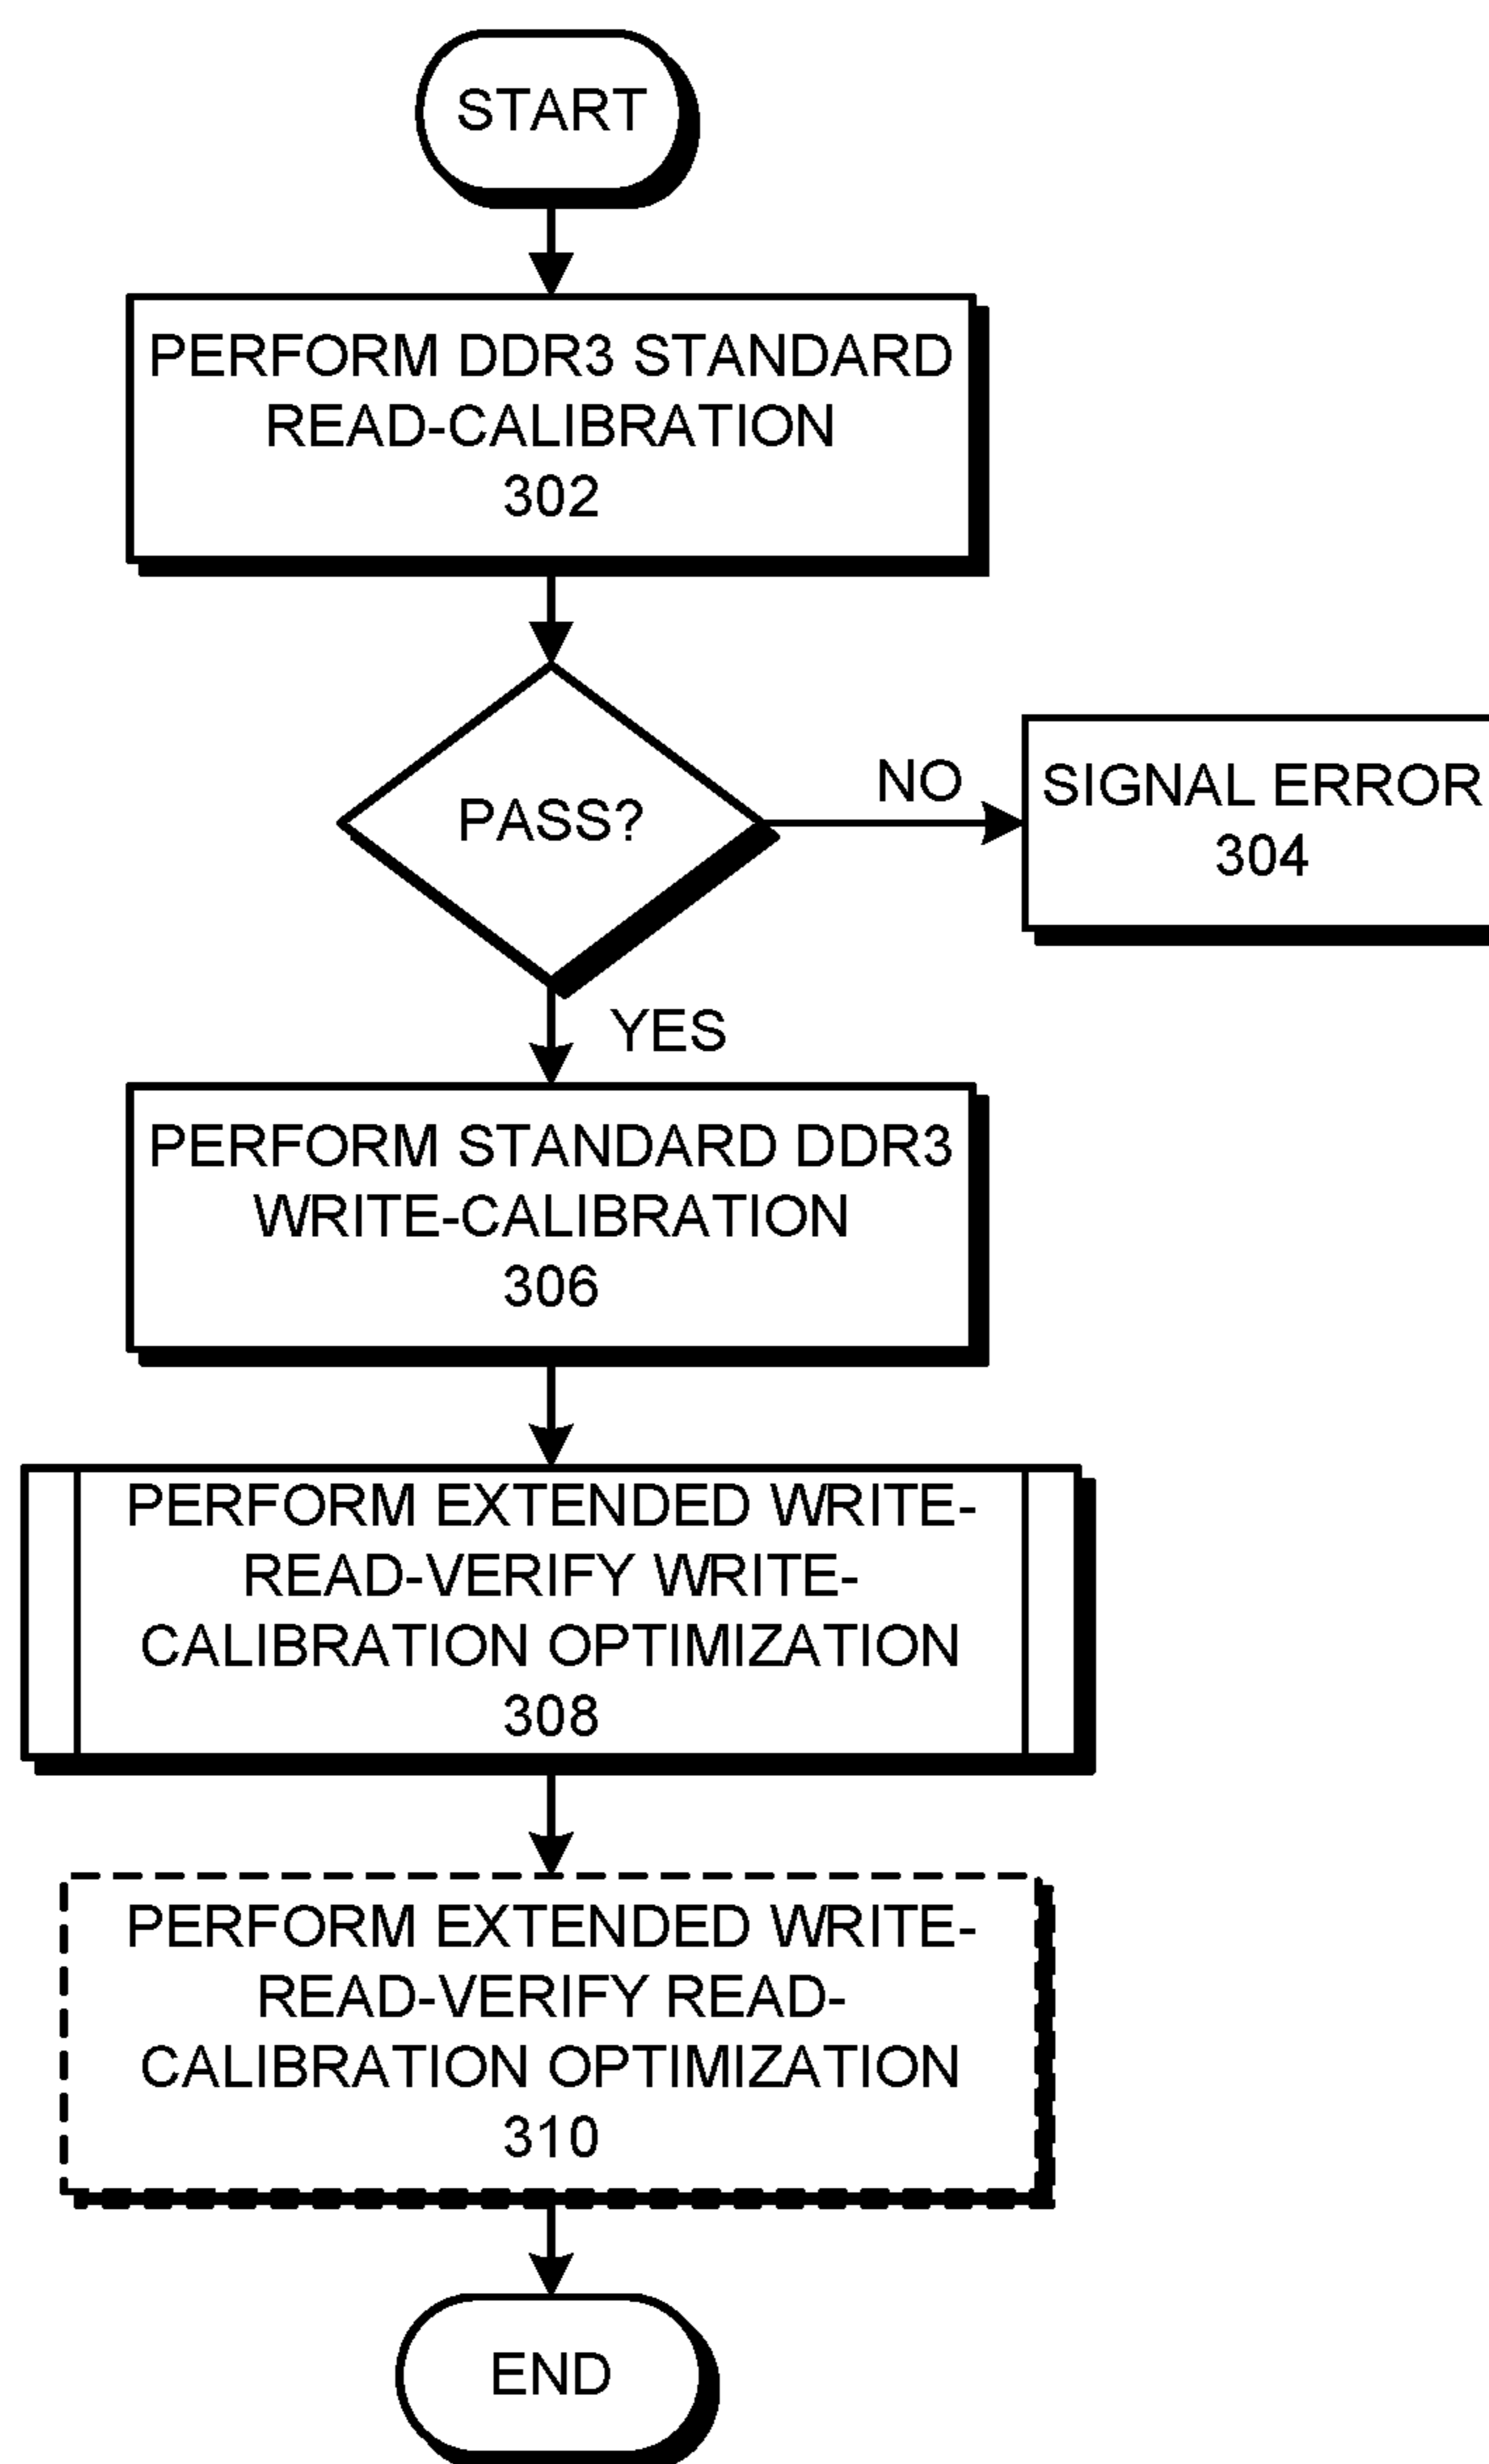 START
PERFORM DDR3 STANDARD
READ-CALIBRATION
302
PASS?
NO
SIGNAL ERROR
304
YES
PERFORM STANDARD DDR3
WRITE-CALIBRATION
306
PERFORM EXTENDED WRITE-
READ-VERIFY WRITE-
CALIBRATION OPTIMIZATION
308
PERFORM EXTENDED WRITE-
READ-VERIFY READ-
CALIBRATION OPTIMIZATION
310
END